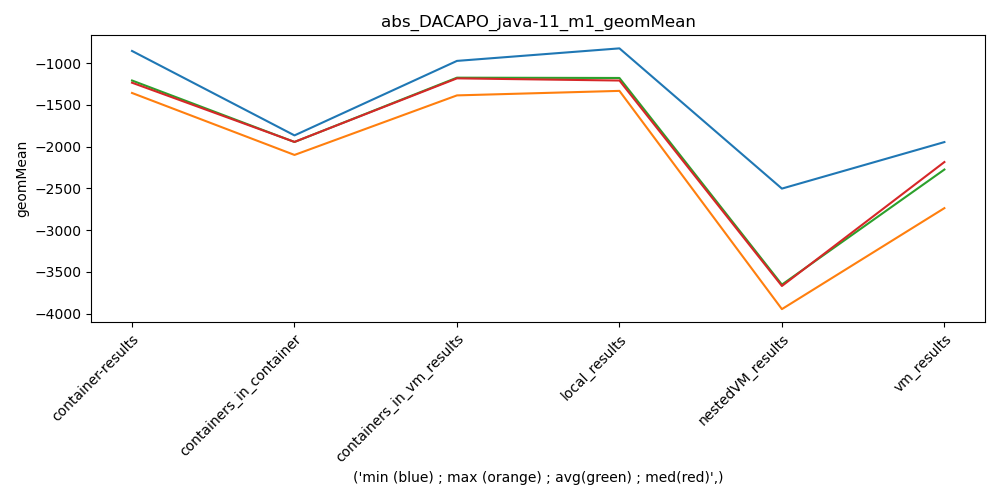 abs_DACAPO_java-11_m1_geomMean
geomMean
−1000
−1500
−2000
−2500
−3000
−3500
−4000
container-results
containers_in_container
containers_in_vm_results
local_results
nestedVM_results
vm_results
('min (blue) ; max (orange) ; avg(green) ; med(red)',)